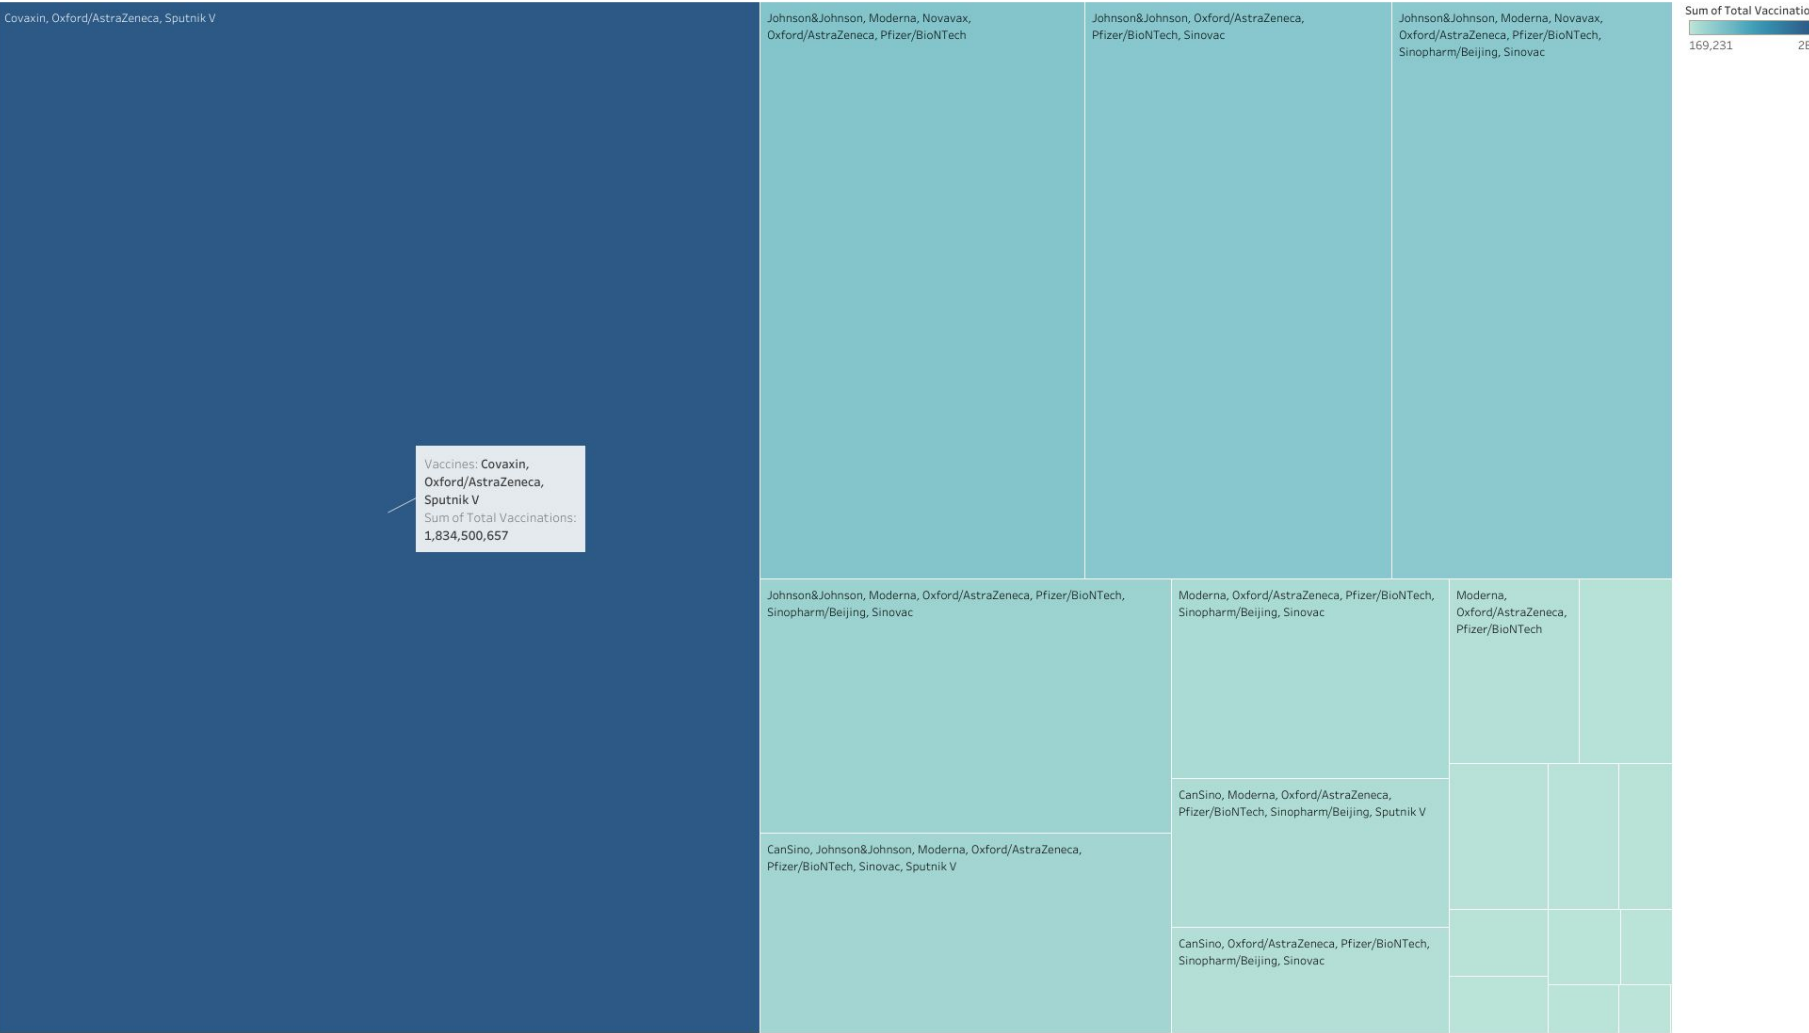 Covaxin, Oxford/AstraZeneca, Sputnik V
Johnson&Johnson, Moderna, Novavax,
Oxford/AstraZeneca, Pfizer/BioNTech
Johnson&Johnson, Oxford/AstraZeneca,
Pfizer/BioNTech, Sinovac
Johnson&Johnson, Moderna, Novavax,
Oxford/AstraZeneca, Pfizer/BioNTech,
Sinopharm/Beijing, Sinovac
Sum of Total Vaccinatio
169,231 28
Vaccines: Covaxin,
Oxford/AstraZeneca,
Sputnik V
Sum of Total Vaccinations:
1,834,500,657
Johnson&Johnson, Moderna, Oxford/AstraZeneca, Pfizer/BioNTech,
Sinopharm/Beijing, Sinovac
Moderna, Oxford/AstraZeneca, Pfizer/BioNTech,
Sinopharm/Beijing, Sinovac
Moderna,
Oxford/AstraZeneca,
Pfizer/BioNTech
CanSino, Moderna, Oxford/AstraZeneca,
Pfizer/BioNTech, Sinopharm/Beijing, Sputnik V
CanSino, Johnson&Johnson, Moderna, Oxford/AstraZeneca,
Pfizer/BioNTech, Sinovac, Sputnik V
CanSino, Oxford/AstraZeneca, Pfizer/BioNTech,
Sinopharm/Beijing, Sinovac